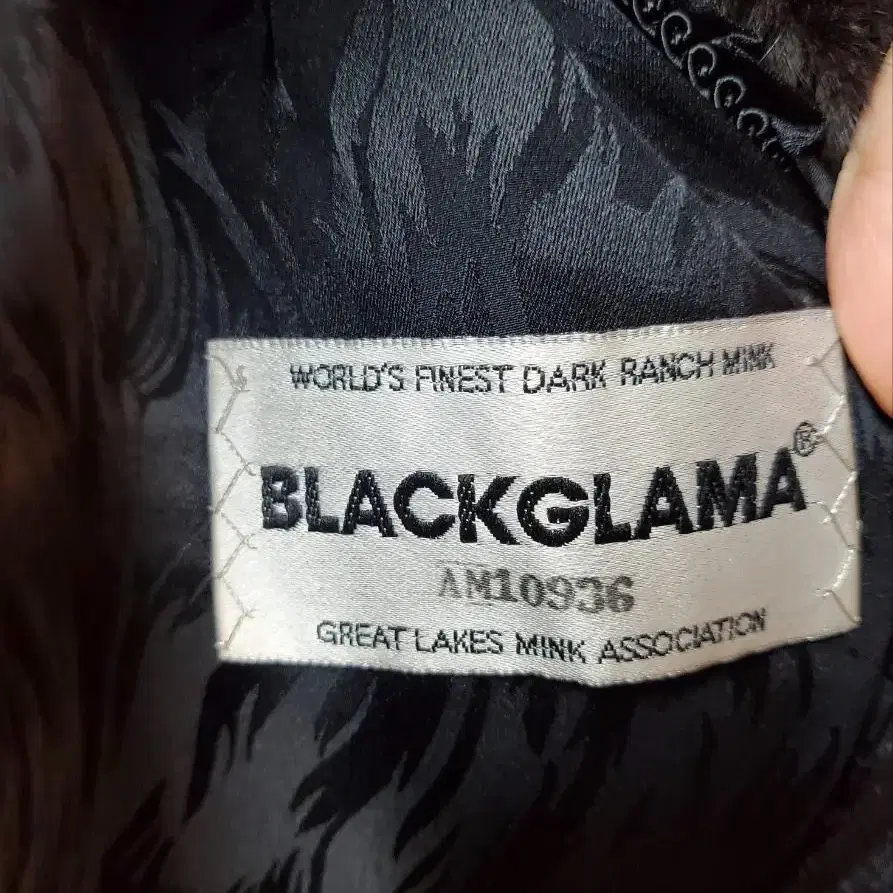 WORLD'S FINEST DARK RANCH MINK
BLACKGLAMA®
AM10936
GREAT LAKES MINK ASSOCIATION